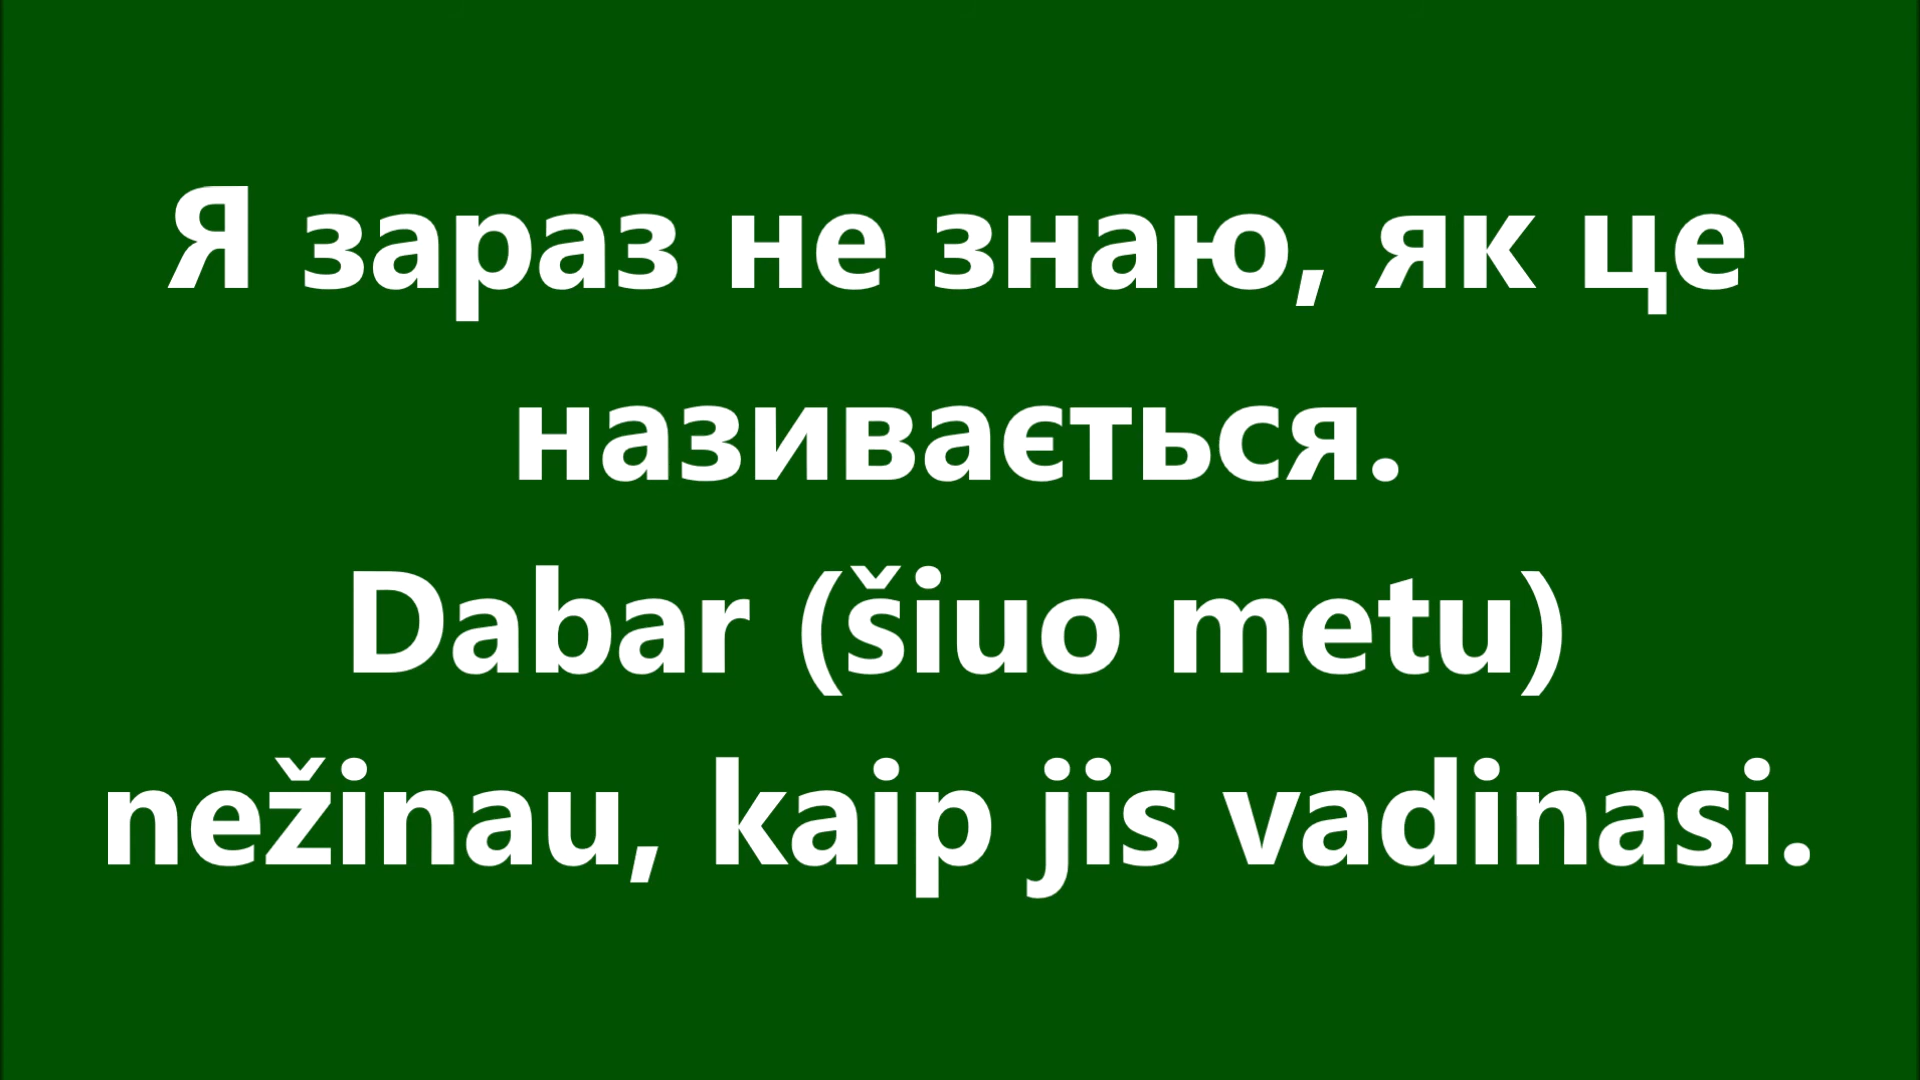 Я зараз не знаю, як це
називається.
Dabar (šiuo metu)
nežinau, kaip jis vadinasi.